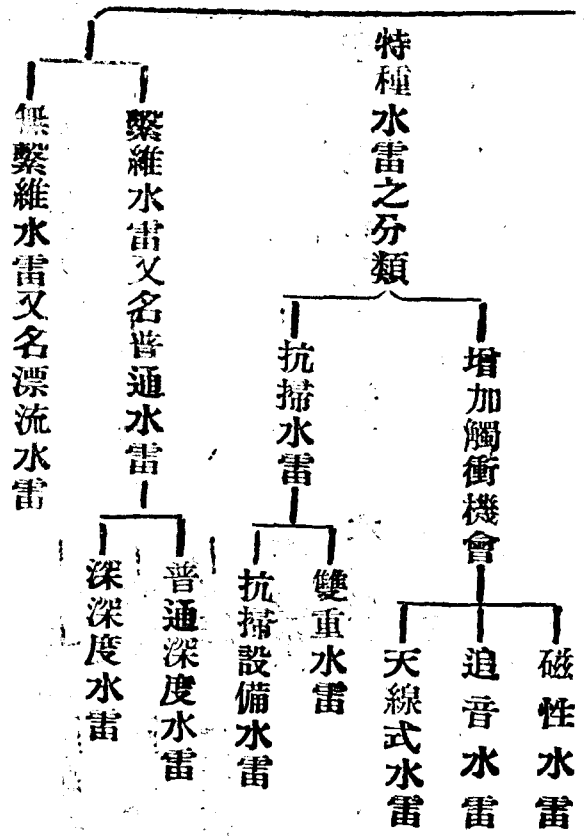 特種水雷之分類
增加觸衝機會
磁性水雷
追音水雷
天線式水雷
抗掃水雷
雙重水雷
抗掃設備水雷
繫維水雷又名普通水雷
普通深度水雷
深深度水雷
無繫維水雷又名漂流水雷